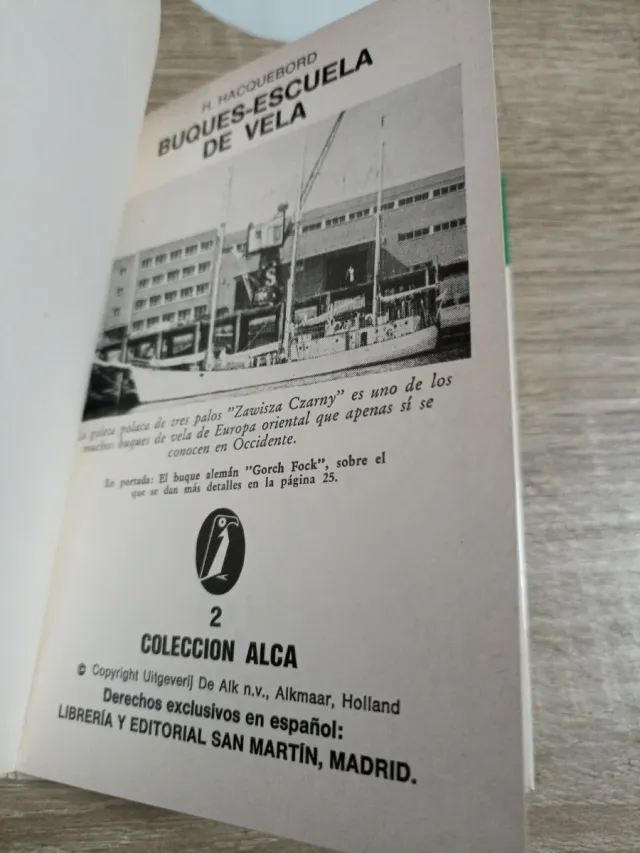 H. HACQUEBORD
BUQUES-ESCUELA
DE VELA
La goleta polaca de tres palos "Zawisza Czarny" es uno de los
muchos buques de vela de Europa oriental que apenas sí se
conocen en Occidente.
En portada: El buque alemán "Gorch Fock", sobre el
que se dan más detalles en la página 25.
2
COLECCION ALCA
© Copyright Uitgeverij De Alk n.v., Alkmaar, Holland
Derechos exclusivos en español:
LIBRERÍA Y EDITORIAL SAN MARTÍN, MADRID.